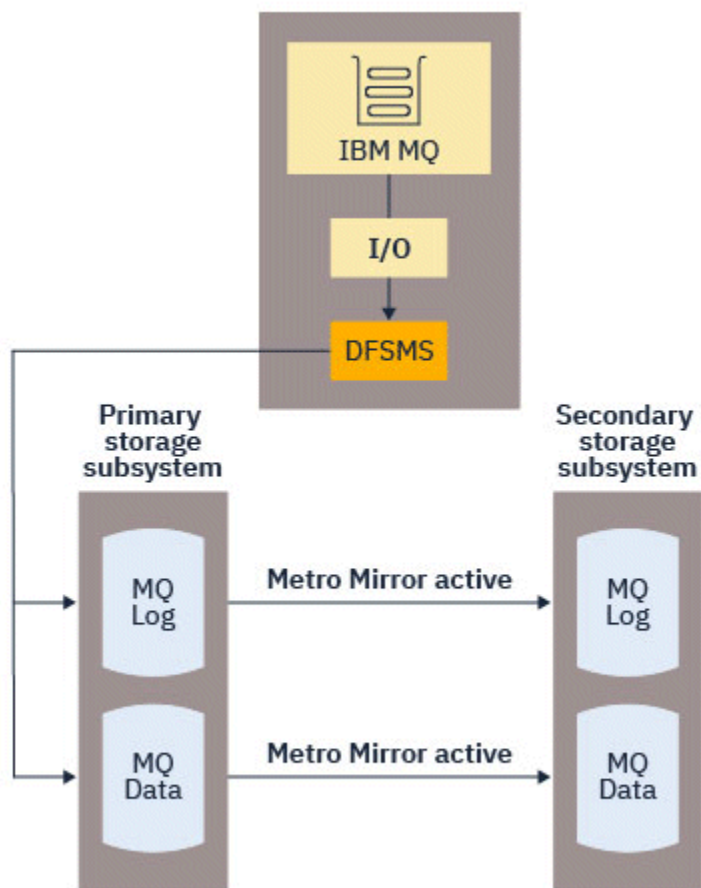 IBM MQ
I/O
DFSMS
Primary
storage
subsystem
Secondary
storage
subsystem
MQ
Log
Metro Mirror active
MQ
Log
MQ
Data
Metro Mirror active
MQ
Data